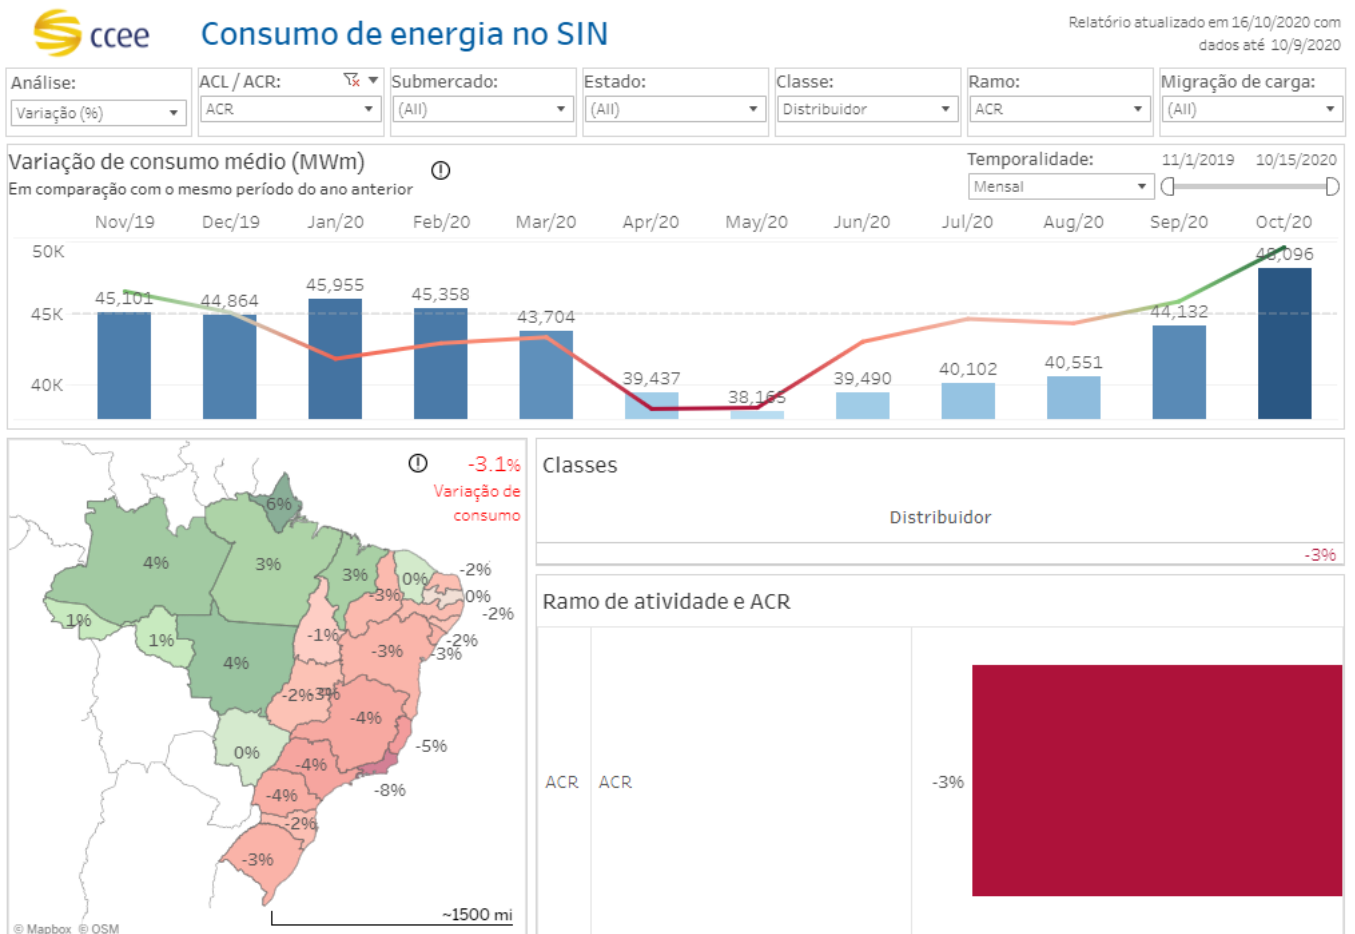 ccee
Consumo de energia no SIN
Relatório atualizado em 16/10/2020 com
dados até 10/9/2020
Análise:
Variação (%)
ACL / ACR:
ACR
Submercado:
(All)
Estado:
(All)
Classe:
Distribuidor
Ramo:
ACR
Migração de carga:
(All)
Variação de consumo médio (MWm)
Em comparação com o mesmo período do ano anterior
Temporalidade:
Mensal
11/1/2019 10/15/2020
Nov/19 Dec/19 Jan/20 Feb/20 Mar/20 Apr/20 May/20 Jun/20 Jul/20 Aug/20 Sep/20 Oct/20
50K
45K
40K
45,101 44,864 45,955 45,358 43,704 39,437 38,165 39,490 40,102 40,551 44,132 48,096
-3.1%
Variação de
consumo
6%
4%
3%
3%
-3%
0%
-2%
0%
-2%
-2%
-3%
1%
1%
4%
-1%
-3%
-2%
-3%
-4%
-5%
0%
-4%
-8%
-4%
-2%
-3%
~1500 mi
© Mapbox © OSM
Classes
Distribuidor
-3%
Ramo de atividade e ACR
ACR ACR -3%